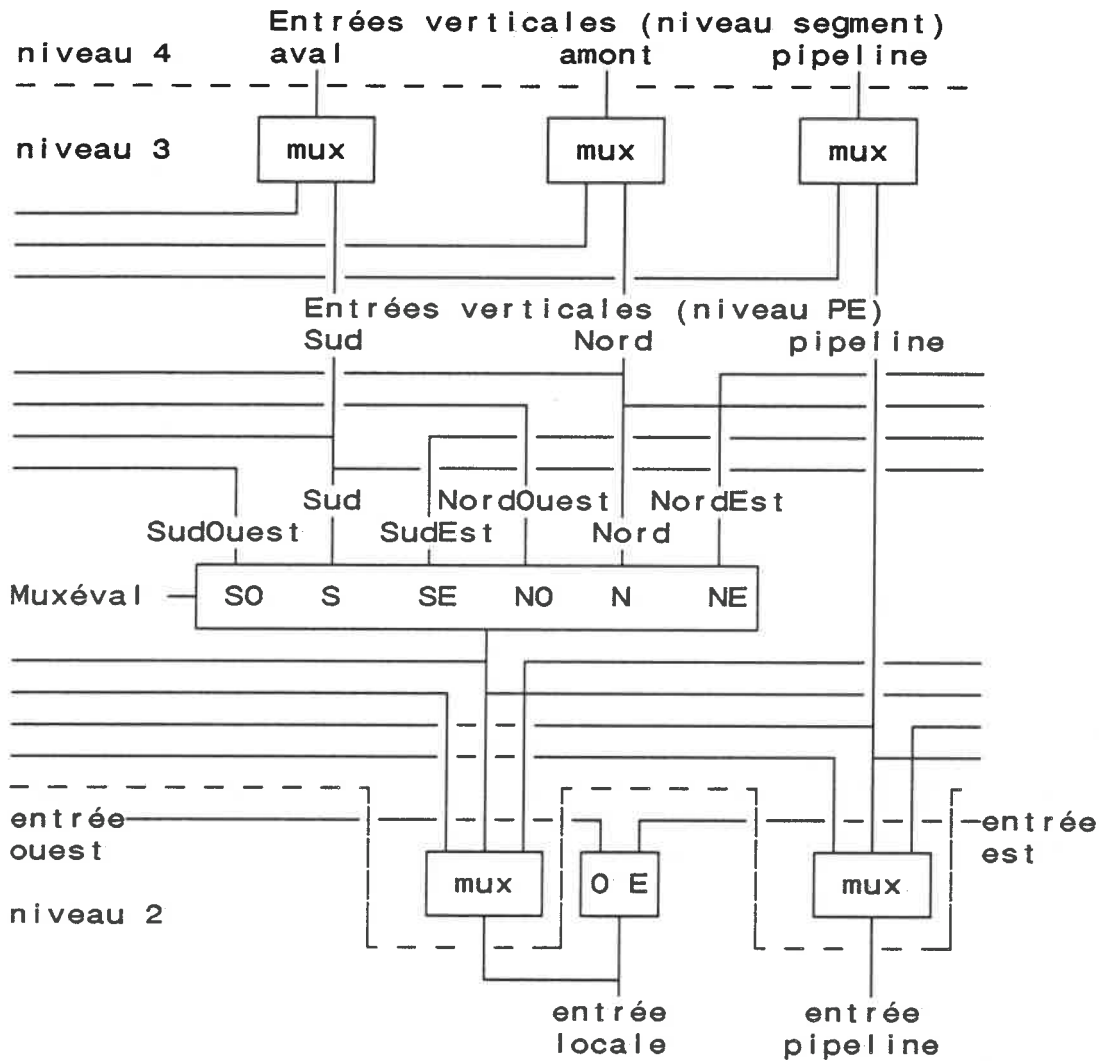 Entrées verticales (niveau segment)
niveau 4 aval amont pipeline
niveau 3 mux mux mux
Entrées verticales (niveau PE)
Sud Nord pipeline
Sud NordOuest NordEst
SudOuest SudEst Nord
Muxéval SO S SE NO N NE
entrée entrée
ouest est
mux O E mux
niveau 2
entrée entrée
locale pipeline